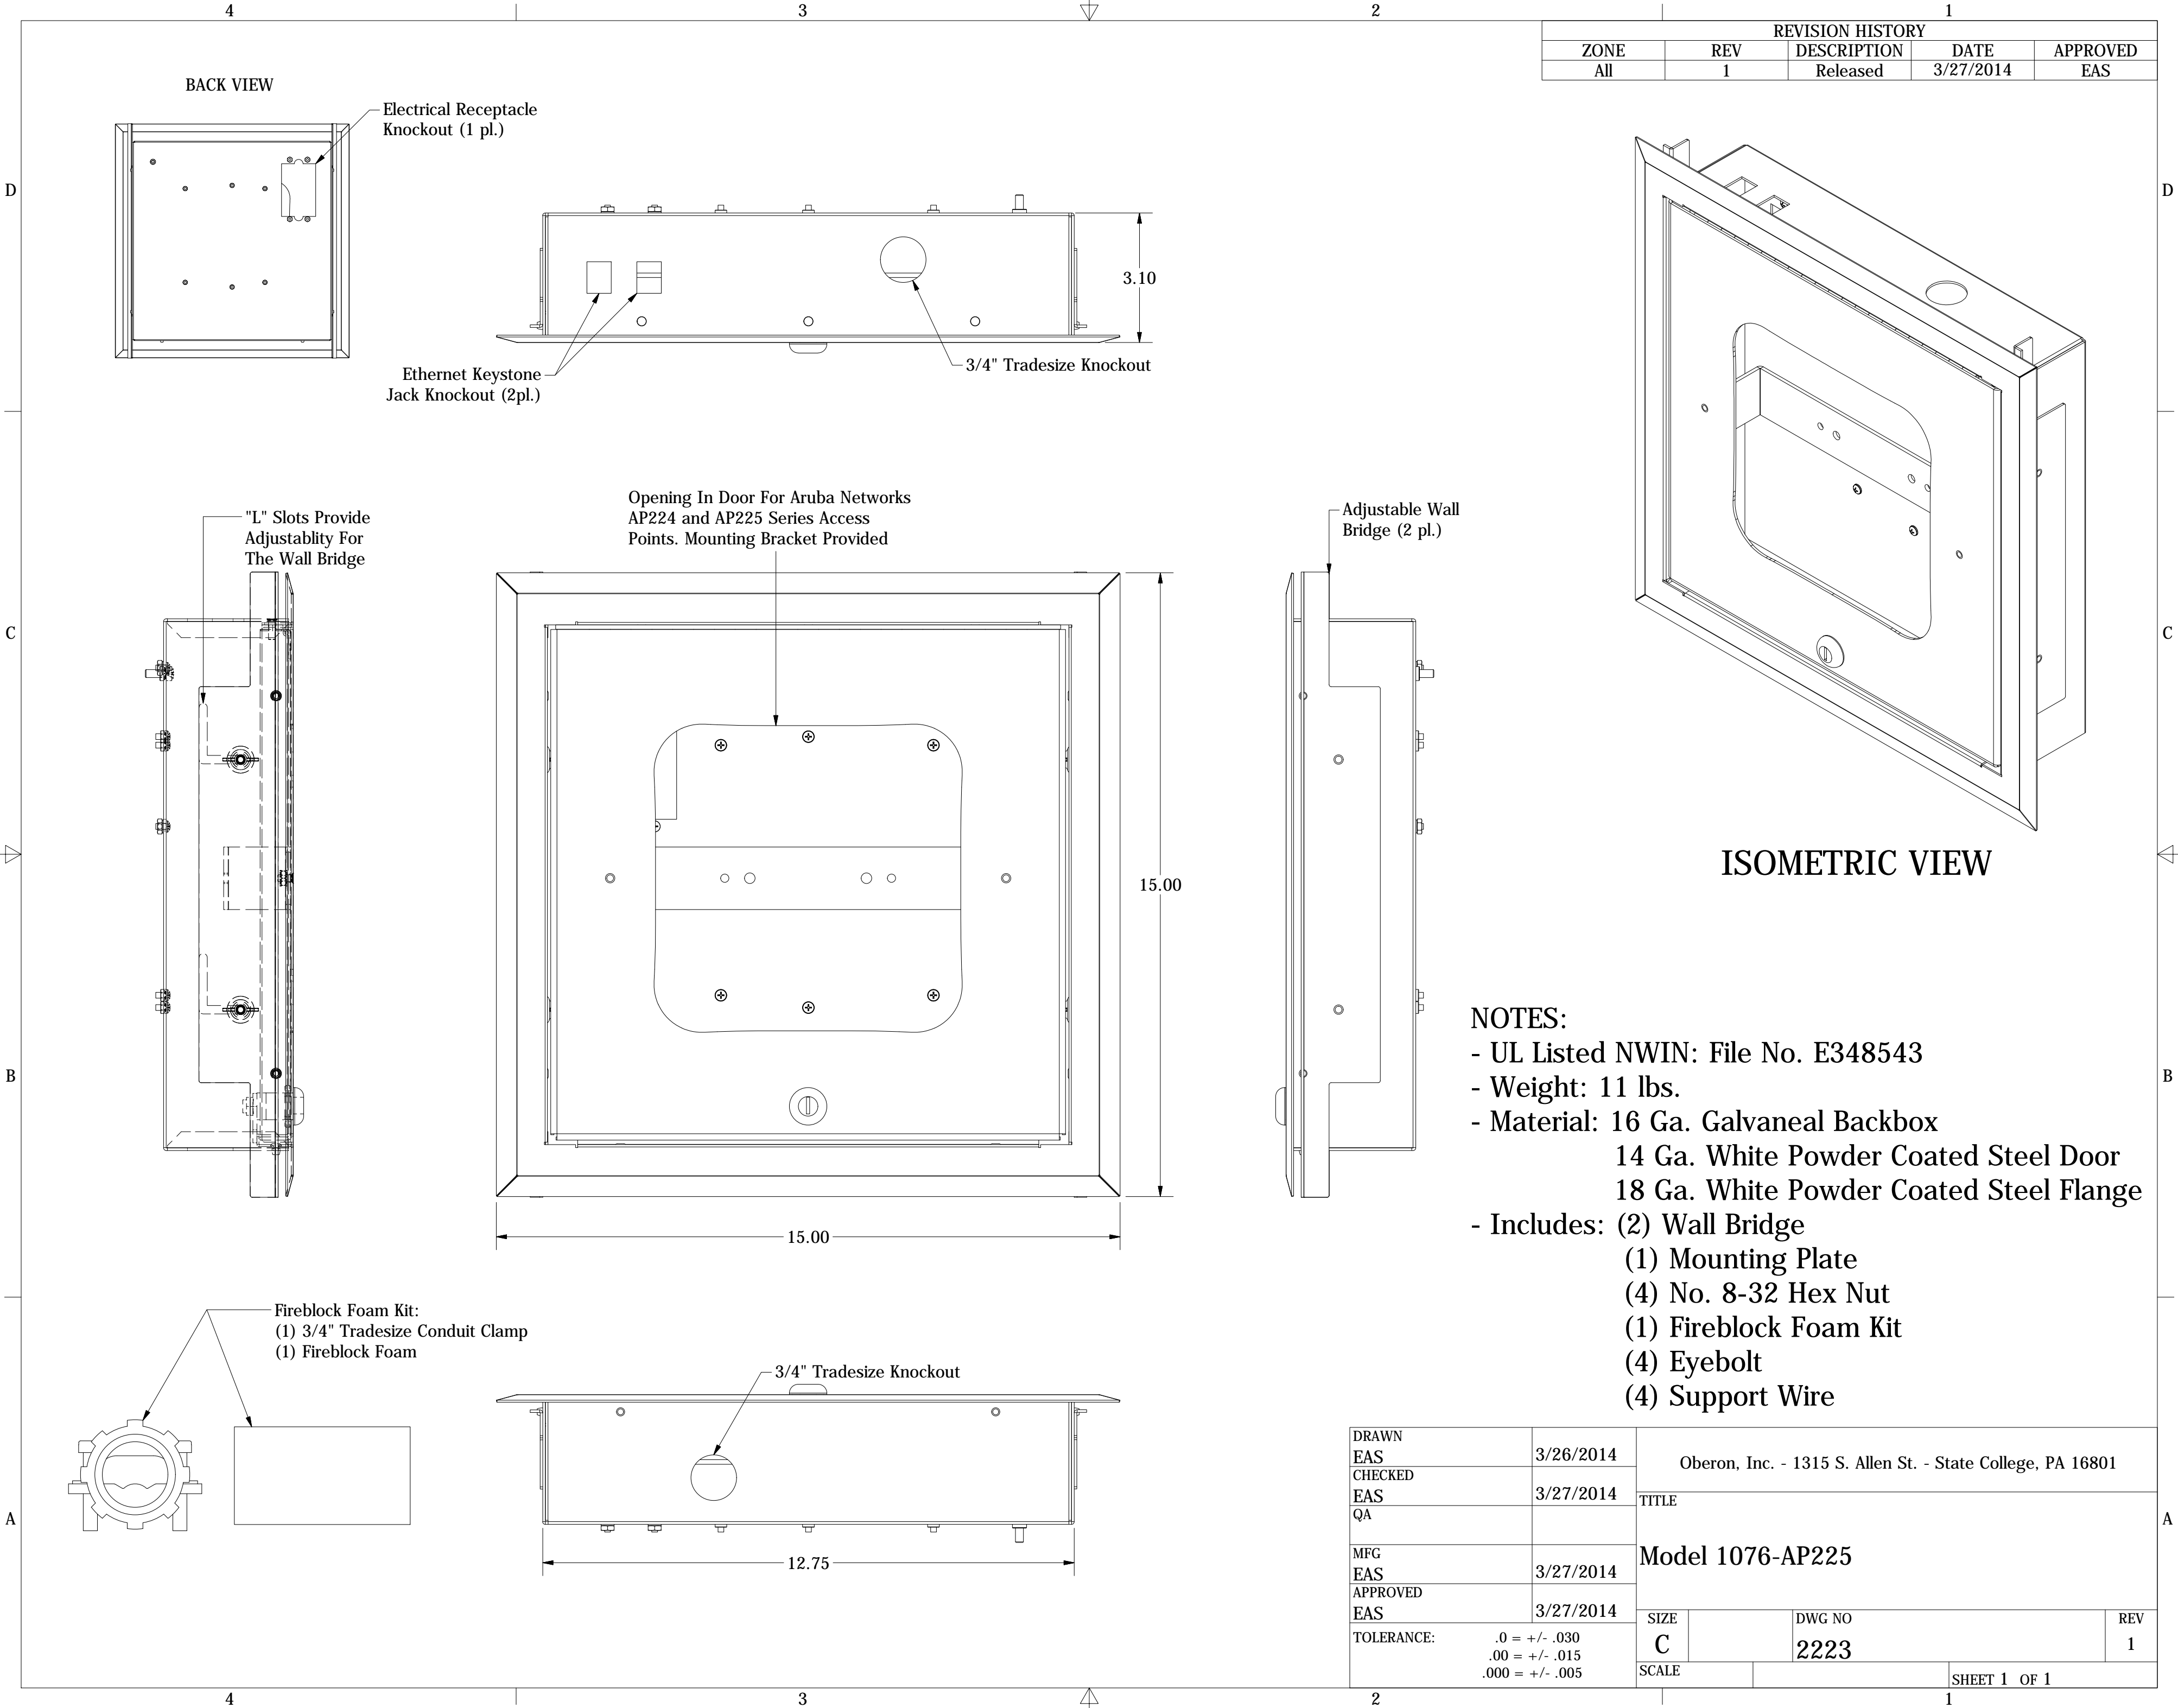 4 3 2 1
REVISION HISTORY
ZONE REV DESCRIPTION DATE APPROVED
All 1 Released 3/27/2014 EAS
BACK VIEW
Electrical Receptacle
Knockout (1 pl.)
D D
3.10
3/4" Tradesize Knockout
Ethernet Keystone
Jack Knockout (2pl.)
"L" Slots Provide
Adjustablity For
The Wall Bridge
Opening In Door For Aruba Networks
AP224 and AP225 Series Access
Points. Mounting Bracket Provided
Adjustable Wall
Bridge (2 pl.)
C C
ISOMETRIC VIEW
15.00
15.00
NOTES:
- UL Listed NWIN: File No. E348543
- Weight: 11 lbs.
- Material: 16 Ga. Galvaneal Backbox
14 Ga. White Powder Coated Steel Door
18 Ga. White Powder Coated Steel Flange
- Includes: (2) Wall Bridge
(1) Mounting Plate
(4) No. 8-32 Hex Nut
(1) Fireblock Foam Kit
(4) Eyebolt
(4) Support Wire
B B
Fireblock Foam Kit:
(1) 3/4" Tradesize Conduit Clamp
(1) Fireblock Foam
3/4" Tradesize Knockout
12.75
A A
DRAWN
EAS 3/26/2014
CHECKED
EAS 3/27/2014
QA
MFG
EAS 3/27/2014
APPROVED
EAS 3/27/2014
TOLERANCE: .0 = +/- .030
.00 = +/- .015
.000 = +/- .005
Oberon, Inc. - 1315 S. Allen St. - State College, PA 16801
TITLE
Model 1076-AP225
SIZE DWG NO REV
C 2223 1
SCALE SHEET 1 OF 1
4 3 2 1